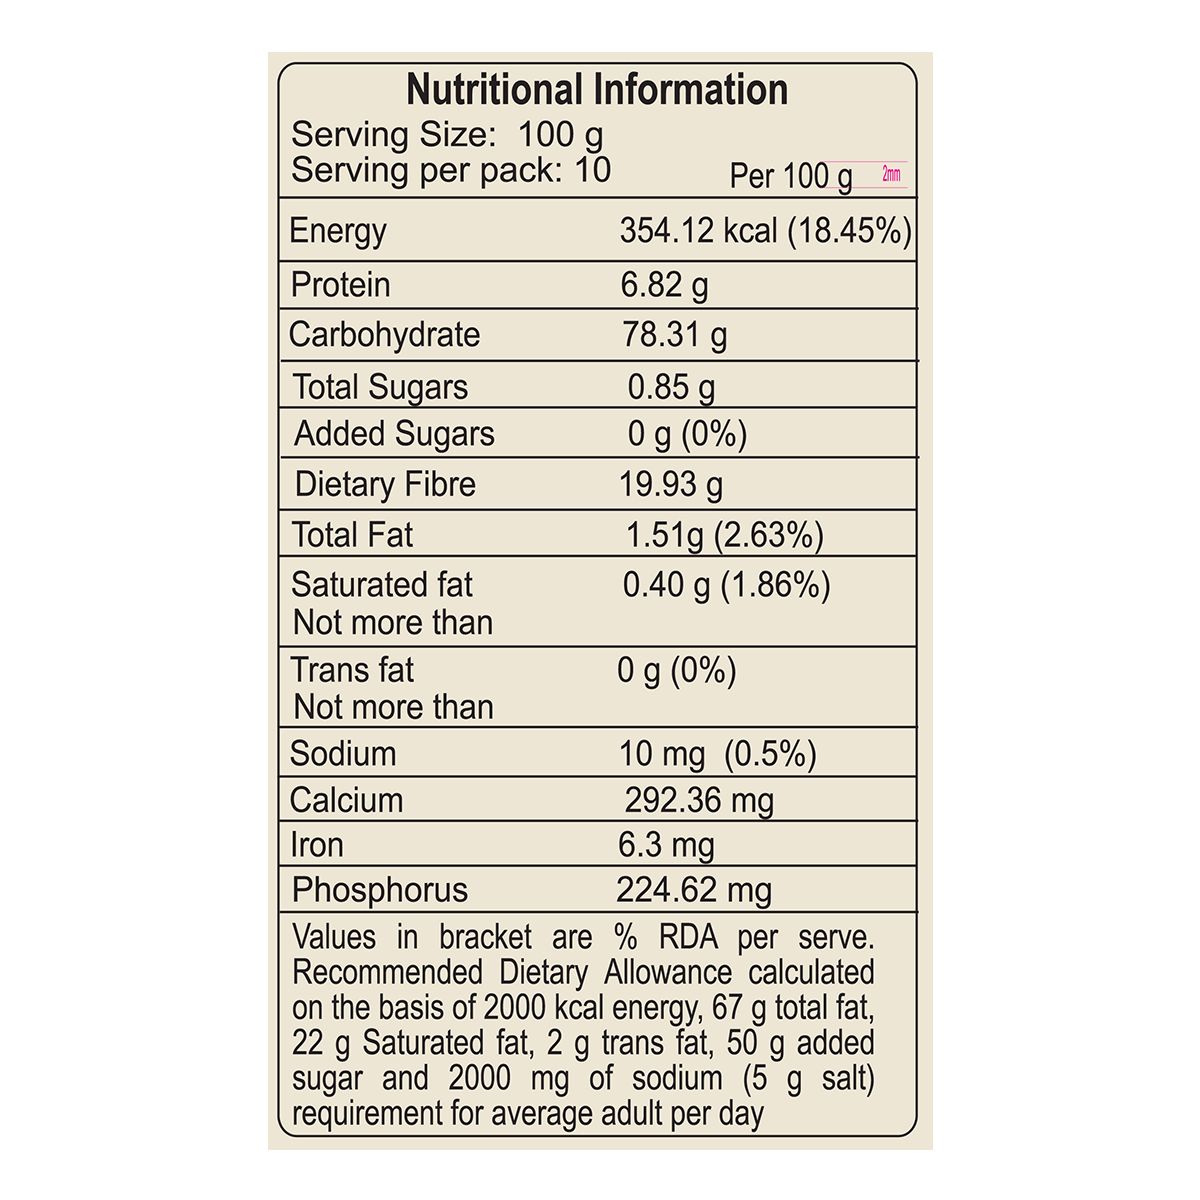 Nutritional Information
Serving Size: 100 g
Serving per pack: 10
Per 100 g 2mm
Energy 354.12 kcal (18.45%)
Protein 6.82 g
Carbohydrate 78.31 g
Total Sugars 0.85 g
Added Sugars 0 g (0%)
Dietary Fibre 19.93 g
Total Fat 1.51g (2.63%)
Saturated fat 0.40 g (1.86%)
Not more than
Trans fat 0 g (0%)
Not more than
Sodium 10 mg (0.5%)
Calcium 292.36 mg
Iron 6.3 mg
Phosphorus 224.62 mg
Values in bracket are % RDA per serve.
Recommended Dietary Allowance calculated
on the basis of 2000 kcal energy, 67 g total fat,
22 g Saturated fat, 2 g trans fat, 50 g added
sugar and 2000 mg of sodium (5 g salt)
requirement for average adult per day